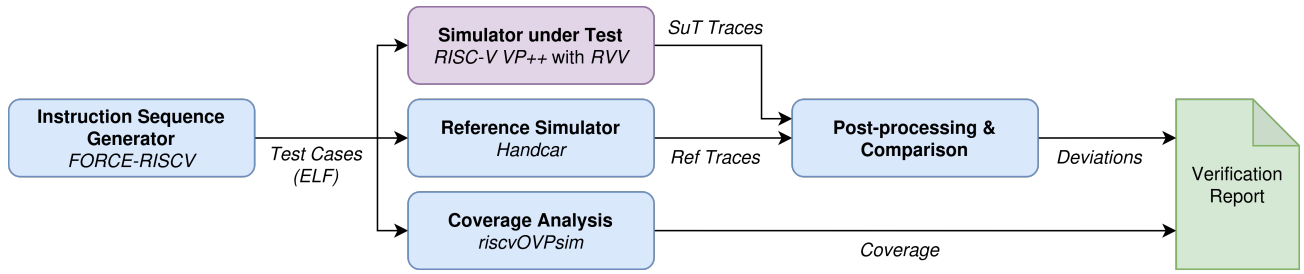 Instruction Sequence
Generator
FORCE-RISCV
Test Cases
(ELF)
Simulator under Test
RISC-V VP++ with RVV
SuT Traces
Reference Simulator
Handcar
Ref Traces
Coverage Analysis
riscvOVPsim
Post-processing &
Comparison
Deviations
Coverage
Verification
Report